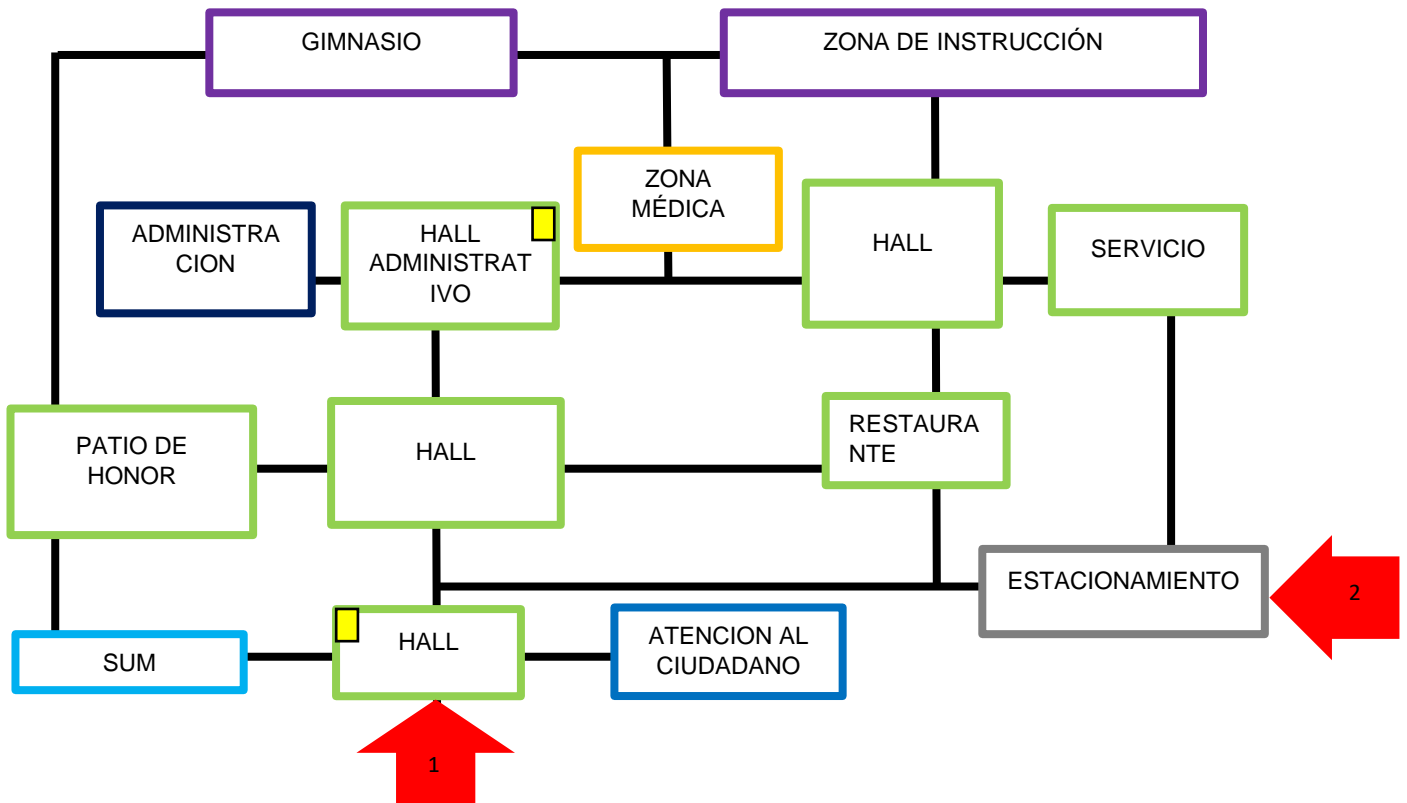 GIMNASIO
ZONA DE INSTRUCCIÓN
ZONA
MÉDICA
ADMINISTRA
CION
HALL
ADMINISTRAT
IVO
HALL
SERVICIO
PATIO DE
HONOR
HALL
RESTAURA
NTE
ESTACIONAMIENTO
2
SUM
HALL
ATENCION AL
CIUDADANO
1